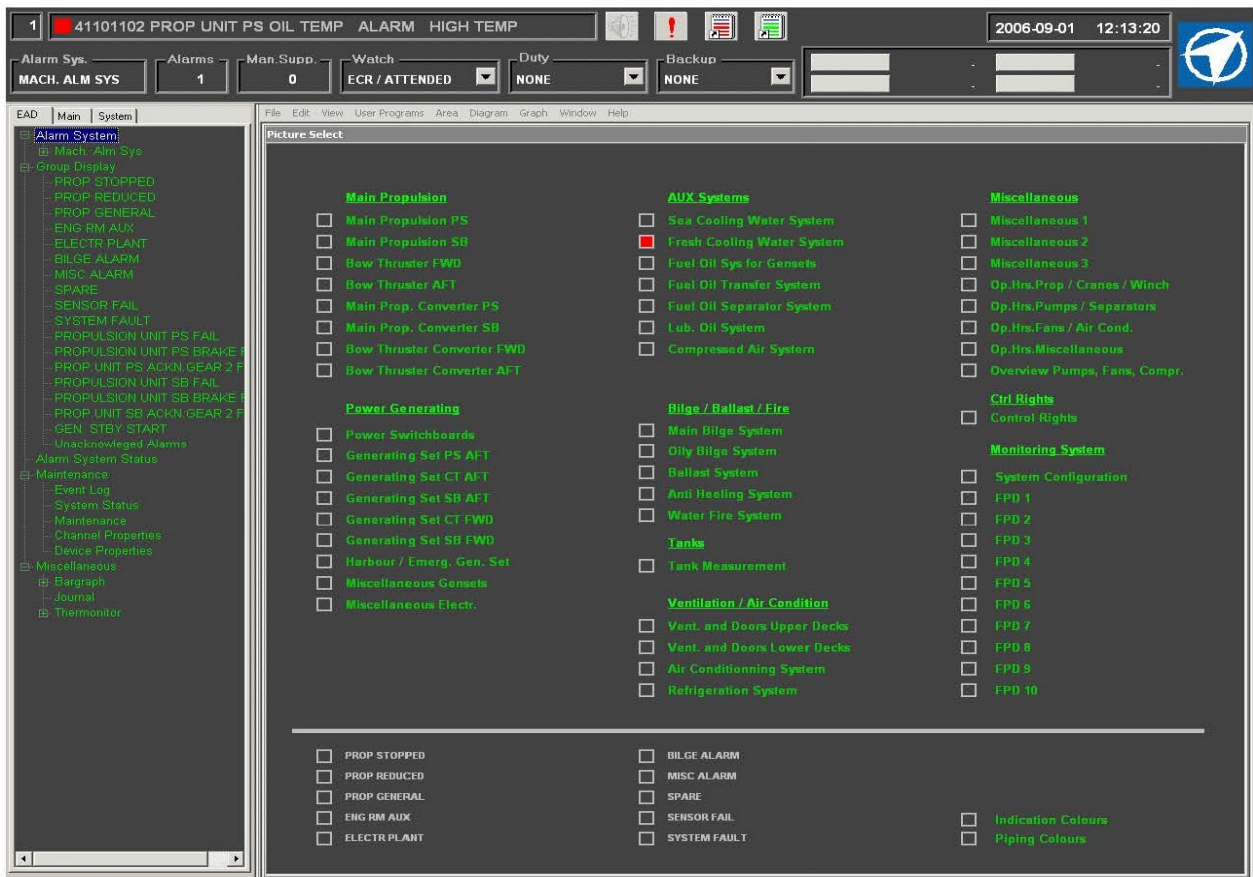 1 41101102 PROP UNIT PS OIL TEMP ALARM HIGH TEMP
2006-09-01 12:13:20
Alarm Sys. Alarms Man.Supp. Watch Duty Backup
MACH. ALM SYS 1 0 ECR / ATTENDED NONE NONE
EAD Main System
Alarm System
Mach. Alm Sys
Group Display
PROP STOPPED
PROP REDUCED
PROP GENERAL
ENG RM AUX
ELECTR PLANT
BILGE ALARM
MISC ALARM
SPARE
SENSOR FAIL
SYSTEM FAULT
PROPULSION UNIT PS FAIL
PROPULSION UNIT PS BRAKE F
PROP.UNIT PS ACKN.GEAR 2 F
PROPULSION UNIT SB FAIL
PROPULSION UNIT SB BRAKE F
PROP.UNIT SB ACKN.GEAR 2 F
GEN. STBY START
Unacknowleged Alarms
Alarm System Status
Maintenance
Event Log
System Status
Maintenance
Channel Properties
Device Properties
Miscellaneous
Bargraph
Journal
Thermonitor
File Edit View User Programs Area Diagram Graph Window Help
Picture Select
Main Propulsion
Main Propulsion PS
Main Propulsion SB
Bow Thruster FWD
Bow Thruster AFT
Main Prop. Converter PS
Main Prop. Converter SB
Bow Thruster Converter FWD
Bow Thruster Converter AFT
Power Generating
Power Switchboards
Generating Set PS AFT
Generating Set CT AFT
Generating Set SB AFT
Generating Set CT FWD
Generating Set SB FWD
Harbour / Emerg. Gen. Set
Miscellaneous Gensets
Miscellaneous Electr.
AUX Systems
Sea Cooling Water System
Fresh Cooling Water System
Fuel Oil Sys for Gensets
Fuel Oil Transfer System
Fuel Oil Separator System
Lub. Oil System
Compressed Air System
Bilge / Ballast / Fire
Main Bilge System
Oily Bilge System
Ballast System
Anti Heeling System
Water Fire System
Tanks
Tank Measurement
Ventilation / Air Condition
Vent. and Doors Upper Decks
Vent. and Doors Lower Decks
Air Conditionning System
Refrigeration System
Miscellaneous
Miscellaneous 1
Miscellaneous 2
Miscellaneous 3
Op.Hrs.Prop / Cranes / Winch
Op.Hrs.Pumps / Separators
Op.Hrs.Fans / Air Cond.
Op.Hrs.Miscellaneous
Overview Pumps, Fans, Compr.
Ctrl Rights
Control Rights
Monitoring System
System Configuration
FPD 1
FPD 2
FPD 3
FPD 4
FPD 5
FPD 6
FPD 7
FPD 8
FPD 9
FPD 10
PROP STOPPED
PROP REDUCED
PROP GENERAL
ENG RM AUX
ELECTR PLANT
BILGE ALARM
MISC ALARM
SPARE
SENSOR FAIL
SYSTEM FAULT
Indication Colours
Piping Colours